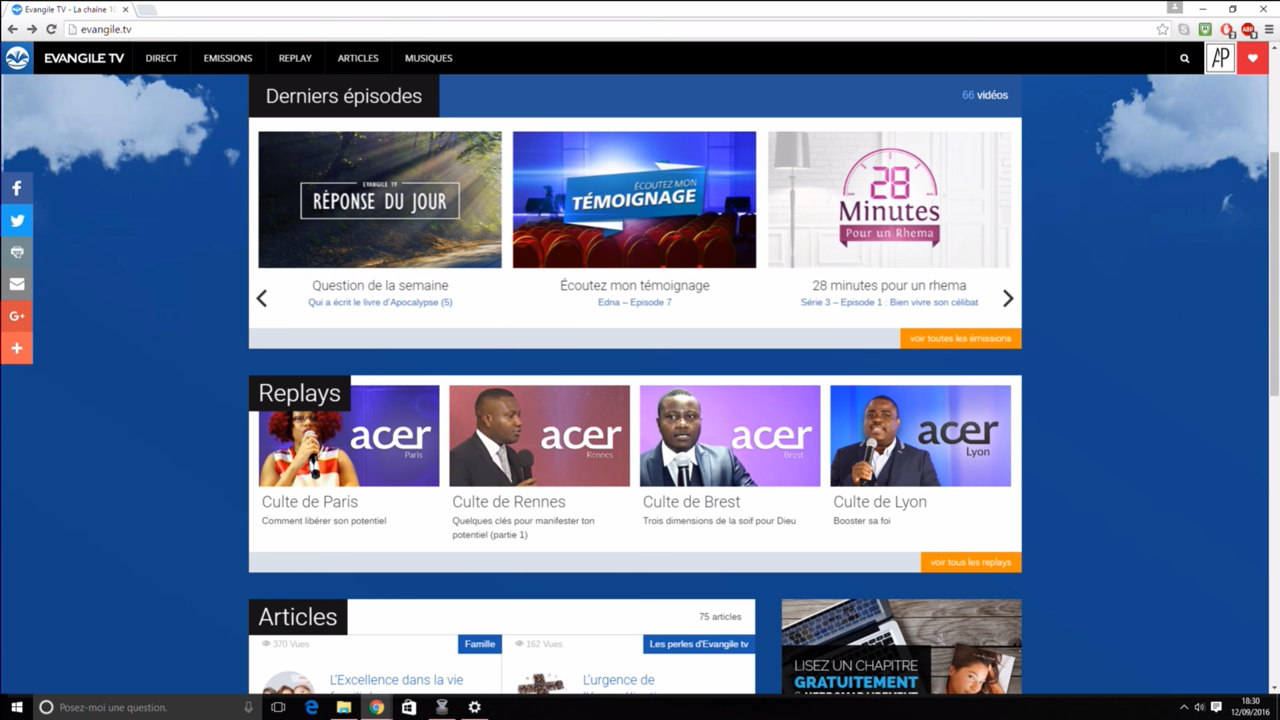 Evangile TV - La chaîne 10
evangile.tv
EVANGILE TV DIRECT EMISSIONS REPLAY ARTICLES MUSIQUES
AP
Derniers épisodes
66 vidéos
EVANGILE TV
RÉPONSE DU JOUR
ÉCOUTEZ MON
TÉMOIGNAGE
28
Minutes
Pour un Rhema
Question de la semaine
Qui a écrit le livre d'Apocalypse (5)
Écoutez mon témoignage
Edna – Episode 7
28 minutes pour un rhema
Série 3 – Episode 1 : Bien vivre son célibat
voir toutes les émissions
G+
Replays
acer
Paris
acer
Rennes
acer
Brest
acer
Lyon
Culte de Paris
Comment libérer son potentiel
Culte de Rennes
Quelques clés pour manifester ton
potentiel (partie 1)
Culte de Brest
Trois dimensions de la soif pour Dieu
Culte de Lyon
Booster sa foi
voir tous les replays
Articles
75 articles
370 Vues
Famille
162 Vues
Les perles d'Evangile tv
L'Excellence dans la vie
L'urgence de
LISEZ UN CHAPITRE
GRATUITEMENT
Posez-moi une question.
18:30
12/09/2016